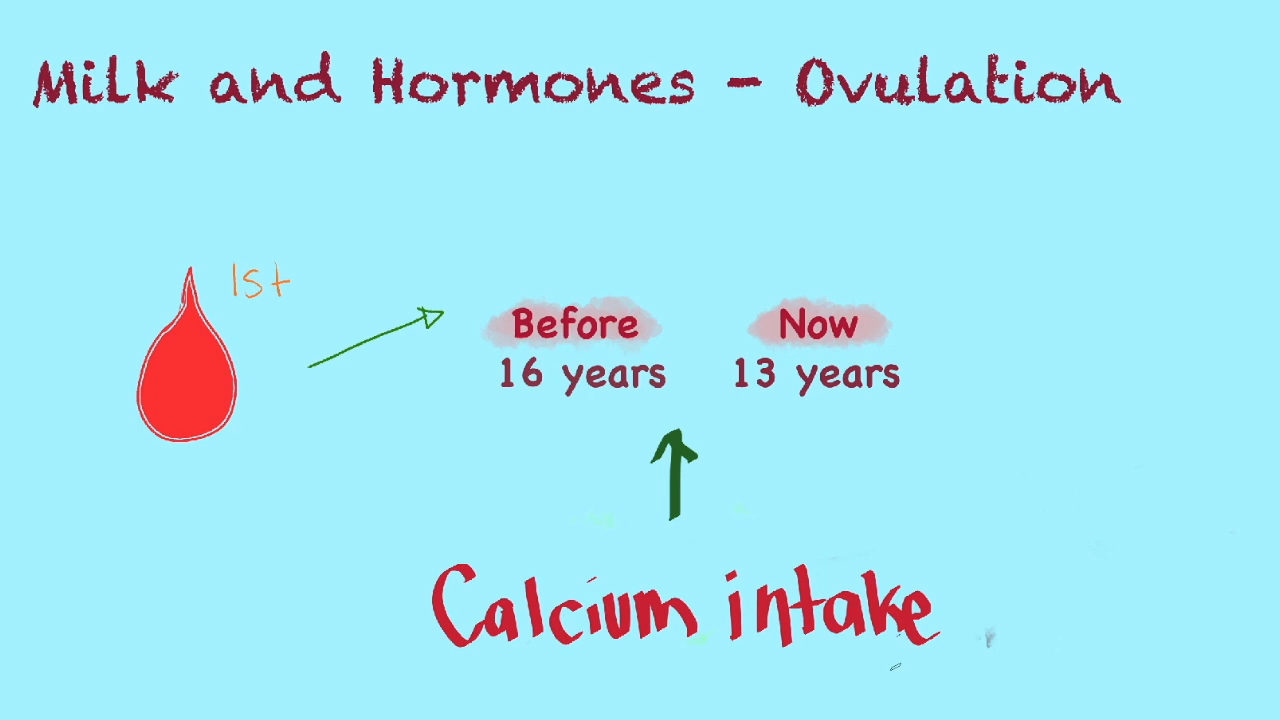 Milk and Hormones - Ovulation
1st
Before Now
16 years 13 years
Calcium intake